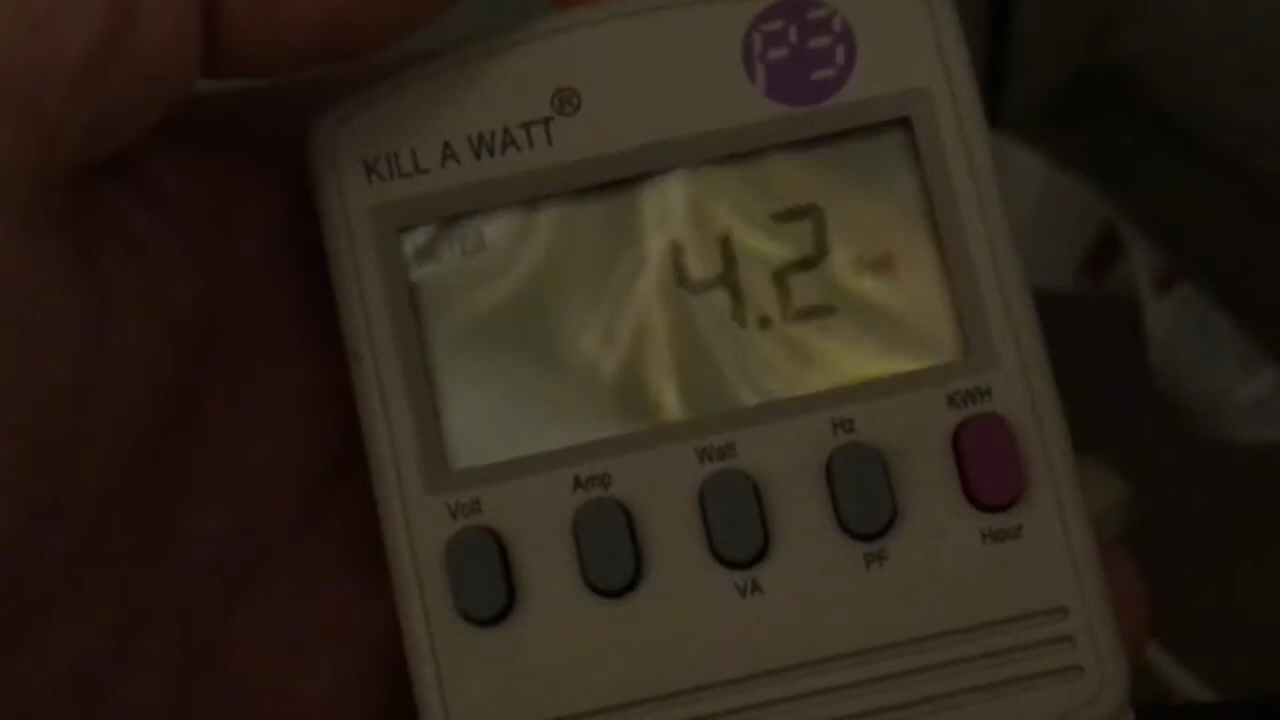 P3
KILL A WATT®
4.2
Volt Amp Watt Hz KWH
VA PF Hour